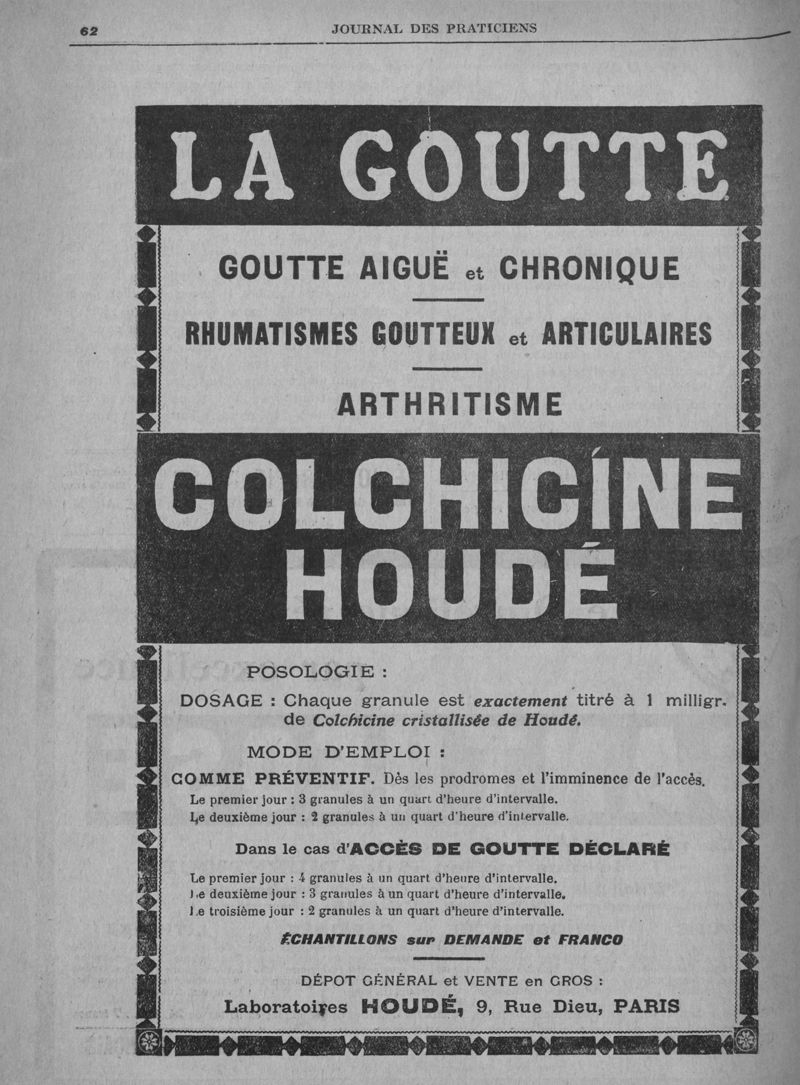 62
JOURNAL DES PRATICIENS
LA GOUTTE
GOUTTE AIGUË et CHRONIQUE
RHUMATISMES GOUTTEUX et ARTICULAIRES
ARTHRITISME
COLCHICINE
HOUDÉ
POSOLOGIE :
DOSAGE : Chaque granule est exactement titré à 1 milligr.
de Colchicine cristallisée de Houdé.
MODE D'EMPLOI :
COMME PRÉVENTIF. Dès les prodromes et l'imminence de l'accès.
Le premier jour : 3 granules à un quart d'heure d'intervalle.
Le deuxième jour : 2 granules à un quart d'heure d'intervalle.
Dans le cas d'ACCÈS DE GOUTTE DÉCLARÉ
Le premier jour : 4 granules à un quart d'heure d'intervalle.
Le deuxième jour : 3 granules à un quart d'heure d'intervalle.
Le troisième jour : 2 granules à un quart d'heure d'intervalle.
ÉCHANTILLONS sur DEMANDE et FRANCO
DÉPOT GÉNÉRAL et VENTE en GROS :
Laboratoires HOUDÉ, 9, Rue Dieu, PARIS